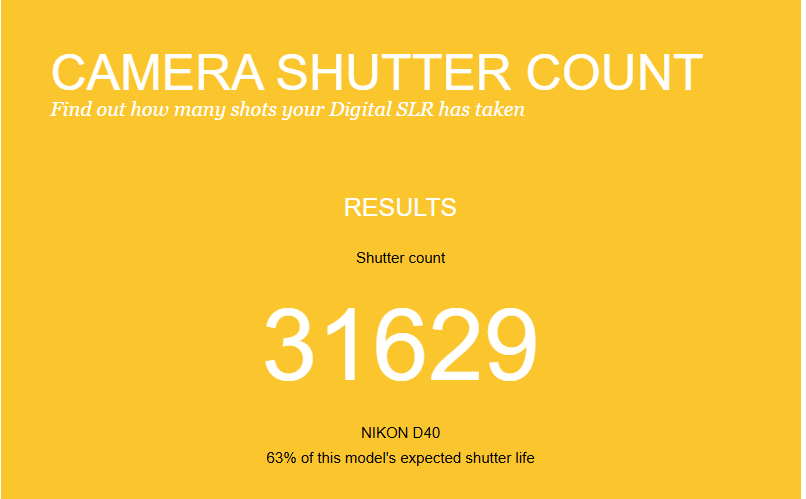 CAMERA SHUTTER COUNT
Find out how many shots your Digital SLR has taken
RESULTS
Shutter count
31629
NIKON D40
63% of this model's expected shutter life